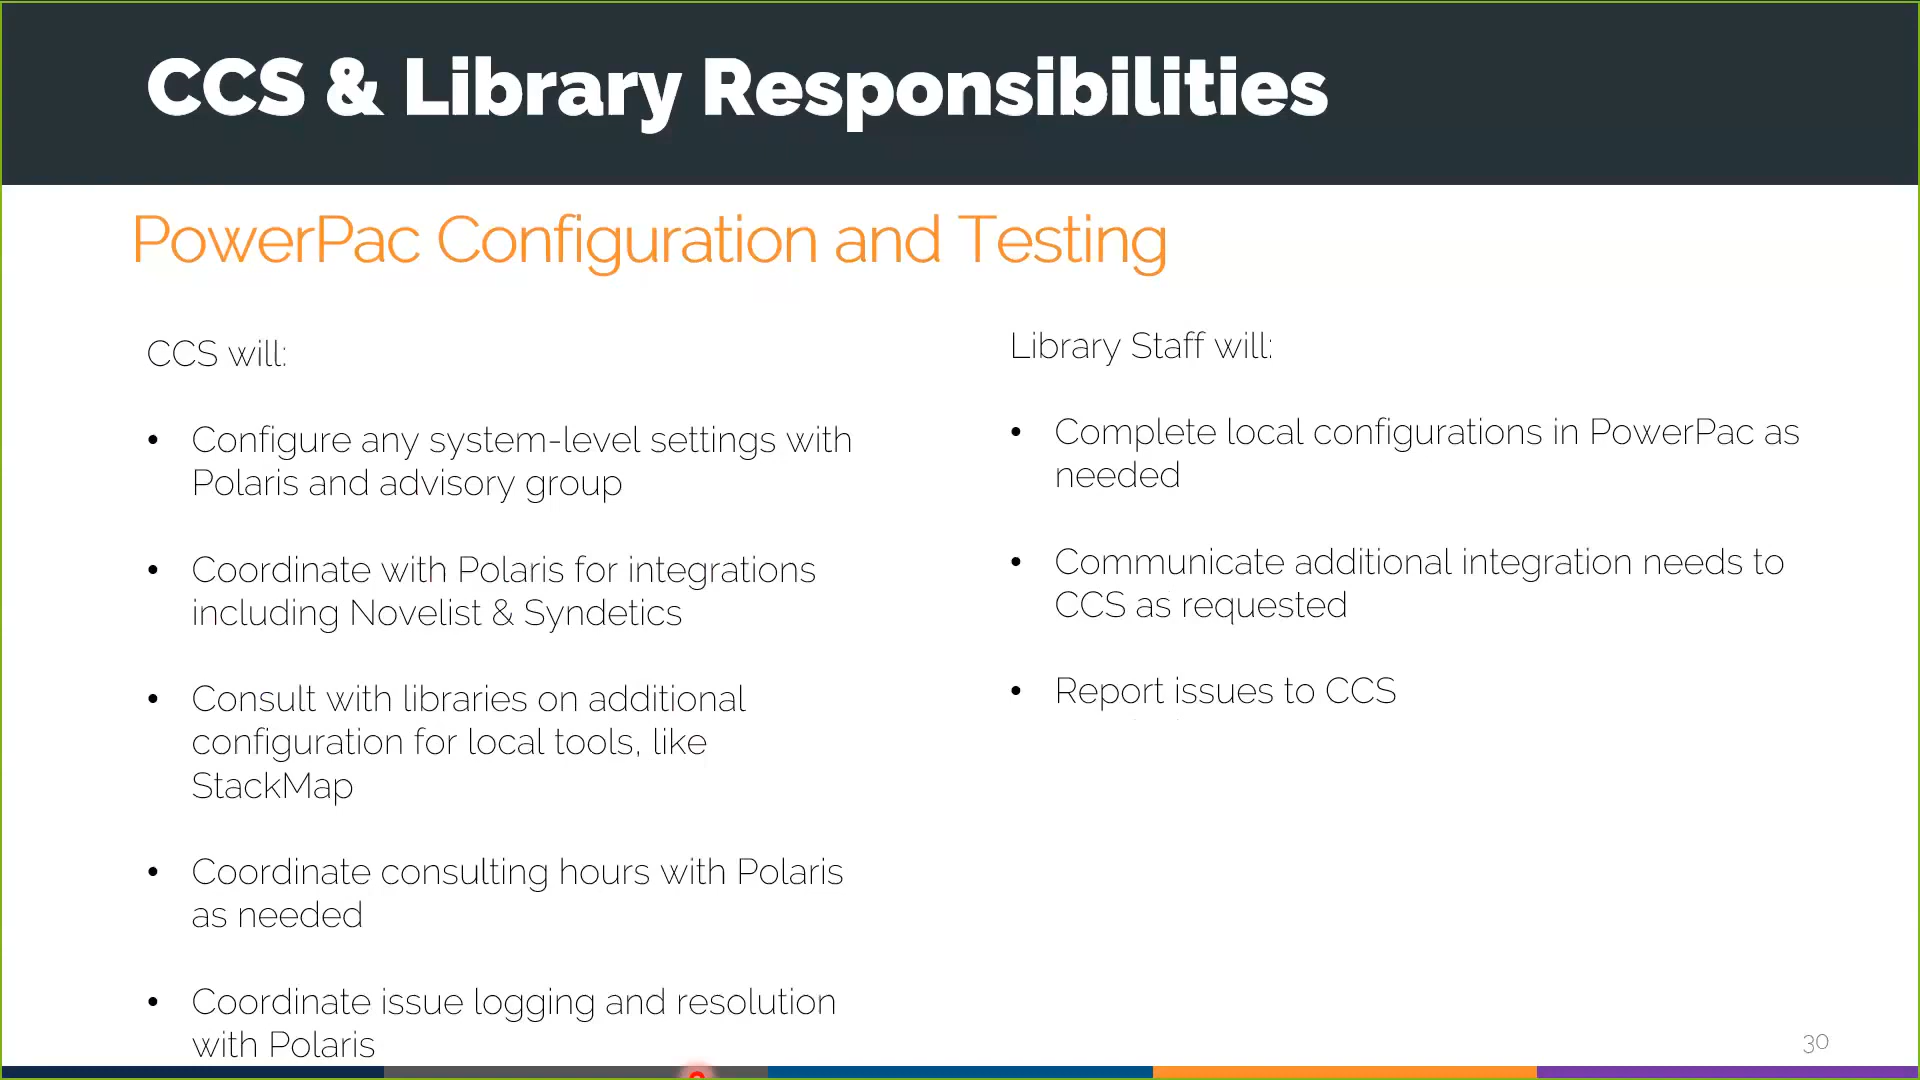 CCS & Library Responsibilities
PowerPac Configuration and Testing
CCS will:
• Configure any system-level settings with
Polaris and advisory group
• Coordinate with Polaris for integrations
including Novelist & Syndetics
• Consult with libraries on additional
configuration for local tools, like
StackMap
• Coordinate consulting hours with Polaris
as needed
• Coordinate issue logging and resolution
with Polaris
Library Staff will:
• Complete local configurations in PowerPac as
needed
• Communicate additional integration needs to
CCS as requested
• Report issues to CCS
30